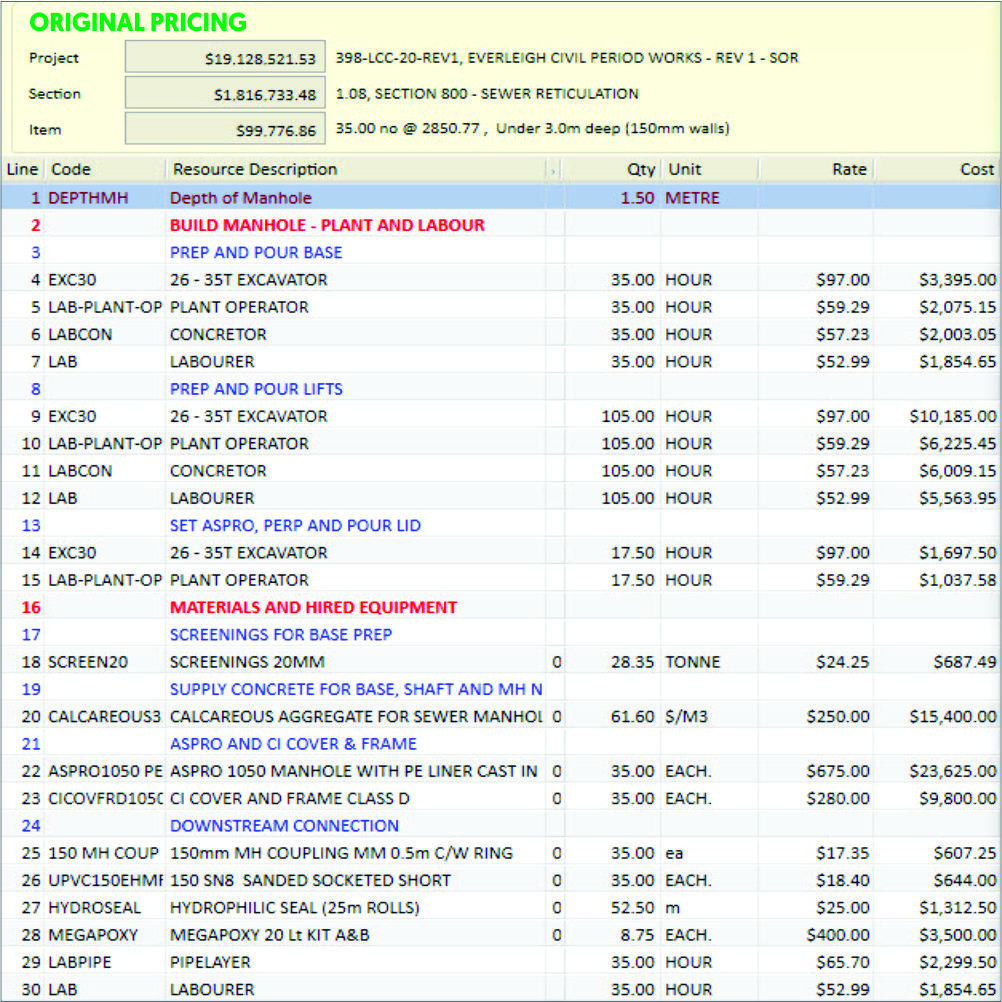 ORIGINAL PRICING
Project $19.128.521.53 398-LCC-20-REV1, EVERLEIGH CIVIL PERIOD WORKS - REV 1 - SOR
Section $1.816.733.48 1.08, SECTION 800 - SEWER RETICULATION
Item $99.776.86 35.00 no @ 2850.77 , Under 3.0m deep (150mm walls)
Line Code Resource Description Qty Unit Rate Cost
1 DEPTHMH Depth of Manhole 1.50 METRE
2 BUILD MANHOLE - PLANT AND LABOUR
3 PREP AND POUR BASE
4 EXC30 26 - 35T EXCAVATOR 35.00 HOUR $97.00 $3,395.00
5 LAB-PLANT-OP PLANT OPERATOR 35.00 HOUR $59.29 $2,075.15
6 LABCON CONCRETOR 35.00 HOUR $57.23 $2,003.05
7 LAB LABOURER 35.00 HOUR $52.99 $1,854.65
8 PREP AND POUR LIFTS
9 EXC30 26 - 35T EXCAVATOR 105.00 HOUR $97.00 $10,185.00
10 LAB-PLANT-OP PLANT OPERATOR 105.00 HOUR $59.29 $6,225.45
11 LABCON CONCRETOR 105.00 HOUR $57.23 $6,009.15
12 LAB LABOURER 105.00 HOUR $52.99 $5,563.95
13 SET ASPRO, PERP AND POUR LID
14 EXC30 26 - 35T EXCAVATOR 17.50 HOUR $97.00 $1,697.50
15 LAB-PLANT-OP PLANT OPERATOR 17.50 HOUR $59.29 $1,037.58
16 MATERIALS AND HIRED EQUIPMENT
17 SCREENINGS FOR BASE PREP
18 SCREEN20 SCREENINGS 20MM 0 28.35 TONNE $24.25 $687.49
19 SUPPLY CONCRETE FOR BASE, SHAFT AND MH N
20 CALCAREOUS3 CALCAREOUS AGGREGATE FOR SEWER MANHOL 0 61.60 $/M3 $250.00 $15,400.00
21 ASPRO AND CI COVER & FRAME
22 ASPRO1050 PE ASPRO 1050 MANHOLE WITH PE LINER CAST IN 0 35.00 EACH. $675.00 $23,625.00
23 CICOVFRD1050 CI COVER AND FRAME CLASS D 0 35.00 EACH. $280.00 $9,800.00
24 DOWNSTREAM CONNECTION
25 150 MH COUP 150mm MH COUPLING MM 0.5m C/W RING 0 35.00 ea $17.35 $607.25
26 UPVC150EHMF 150 SN8 SANDED SOCKETED SHORT 0 35.00 EACH. $18.40 $644.00
27 HYDROSEAL HYDROPHILIC SEAL (25m ROLLS) 0 52.50 m $25.00 $1,312.50
28 MEGAPOXY MEGAPOXY 20 Lt KIT A&B 0 8.75 EACH. $400.00 $3,500.00
29 LABPIPE PIPELAYER 35.00 HOUR $65.70 $2,299.50
30 LAB LABOURER 35.00 HOUR $52.99 $1,854.65